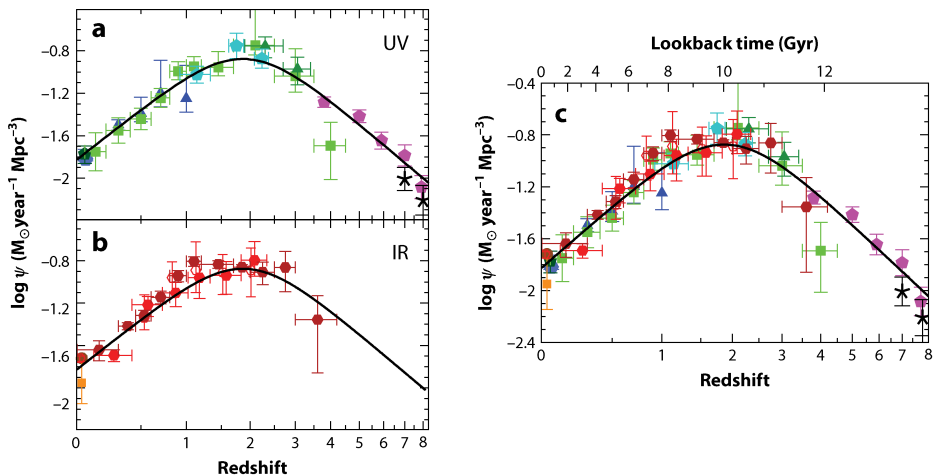 a
UV
−0.8
−1.2
−1.6
−2
b
IR
−0.8
−1.2
−1.6
−2
log ψ (M⊙ year−1 Mpc−3)
0 1 2 3 4 5 6 7 8
Redshift
Lookback time (Gyr)
0 2 4 6 8 10 12
c
−0.4
−0.8
−1.2
−1.6
−2.0
−2.4
log ψ (M⊙ year−1 Mpc−3)
0 1 2 3 4 5 6 7 8
Redshift